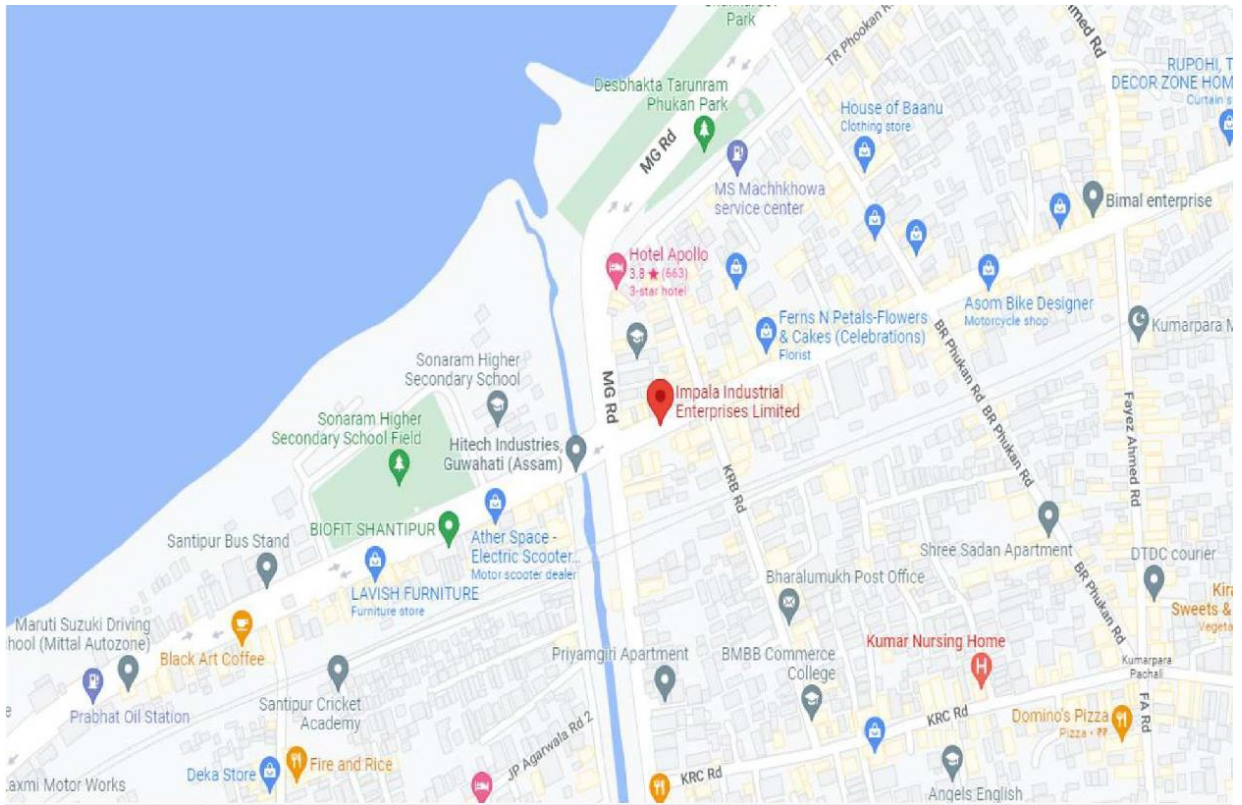 Park
TR Phookan Rd
Ahmed Rd
Desbhakta Tarunram
Phukan Park
MG Rd
RUPOHI, T
DECOR ZONE HOM
Curtain s
House of Baanu
Clothing store
MS Machhkhowa
service center
Bimal enterprise
Hotel Apollo
3.8 ★ (663)
3-star hotel
Asom Bike Designer
Motorcycle shop
Ferns N Petals-Flowers
& Cakes (Celebrations)
Florist
Kumarpara M
BR Phukan Rd
Sonaram Higher
Secondary School
MG Rd
Impala Industrial
Enterprises Limited
Sonaram Higher
Secondary School Field
Hitech Industries,
Guwahati (Assam)
BR Phukan Rd
Fayez Ahmed Rd
KRB Rd
BIOFIT SHANTIPUR
Santipur Bus Stand
Ather Space -
Electric Scooter...
Motor scooter dealer
LAVISH FURNITURE
Furniture store
Shree Sadan Apartment
DTDC courier
Bharalumukh Post Office
BR Phukan Rd
Kira
Sweets &
Vegeta
Maruti Suzuki Driving
chool (Mittal Autozone)
Black Art Coffee
Priyamgiri Apartment
BMBB Commerce
College
Kumar Nursing Home
Kumarpara
Pachali
FA Rd
Prabhat Oil Station
Santipur Cricket
Academy
JP Agarwala Rd 2
KRC Rd
Domino's Pizza
Pizza • ₹₹
Fire and Rice
Deka Store
axmi Motor Works
KRC Rd
Angels English